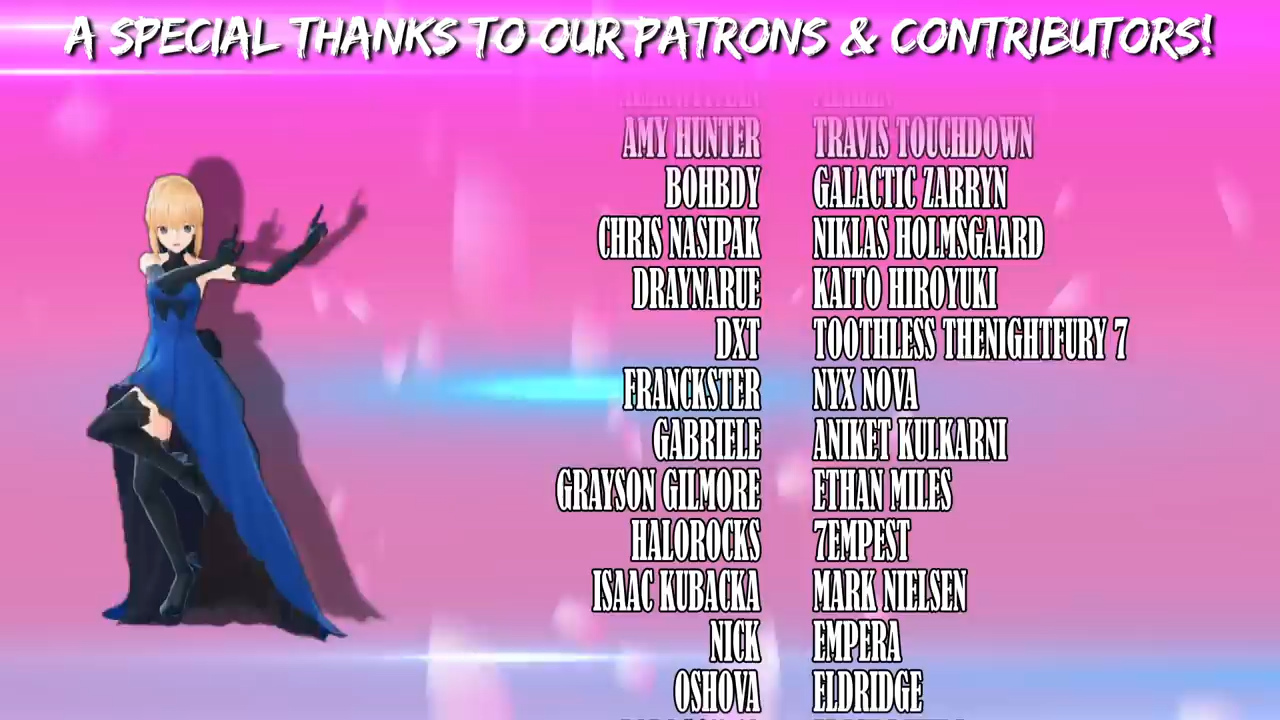 A SPECIAL THANKS TO OUR PATRONS & CONTRIBUTORS!
AMY HUNTER TRAVIS TOUCHDOWN
BOHBDY GALACTIC ZARRYN
CHRIS NASIPAK NIKLAS HOLMSGAARD
DRAYNARUE KAITO HIROYUKI
DXT TOOTHLESS THENIGHTFURY 7
FRANCKSTER NYX NOVA
GABRIELE ANIKET KULKARNI
GRAYSON GILMORE ETHAN MILES
HALOROCKS 7EMPEST
ISAAC KUBACKA MARK NIELSEN
NICK EMPERA
OSHOVA ELDRIDGE